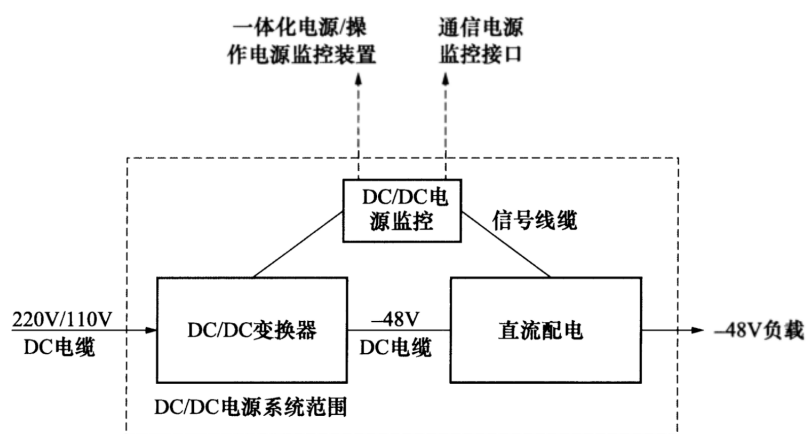 一体化电源/操
作电源监控装置
通信电源
监控接口
DC/DC电
源监控
信号线缆
220V/110V
DC电缆
DC/DC变换器
–48V
DC电缆
直流配电
–48V负载
DC/DC电源系统范围